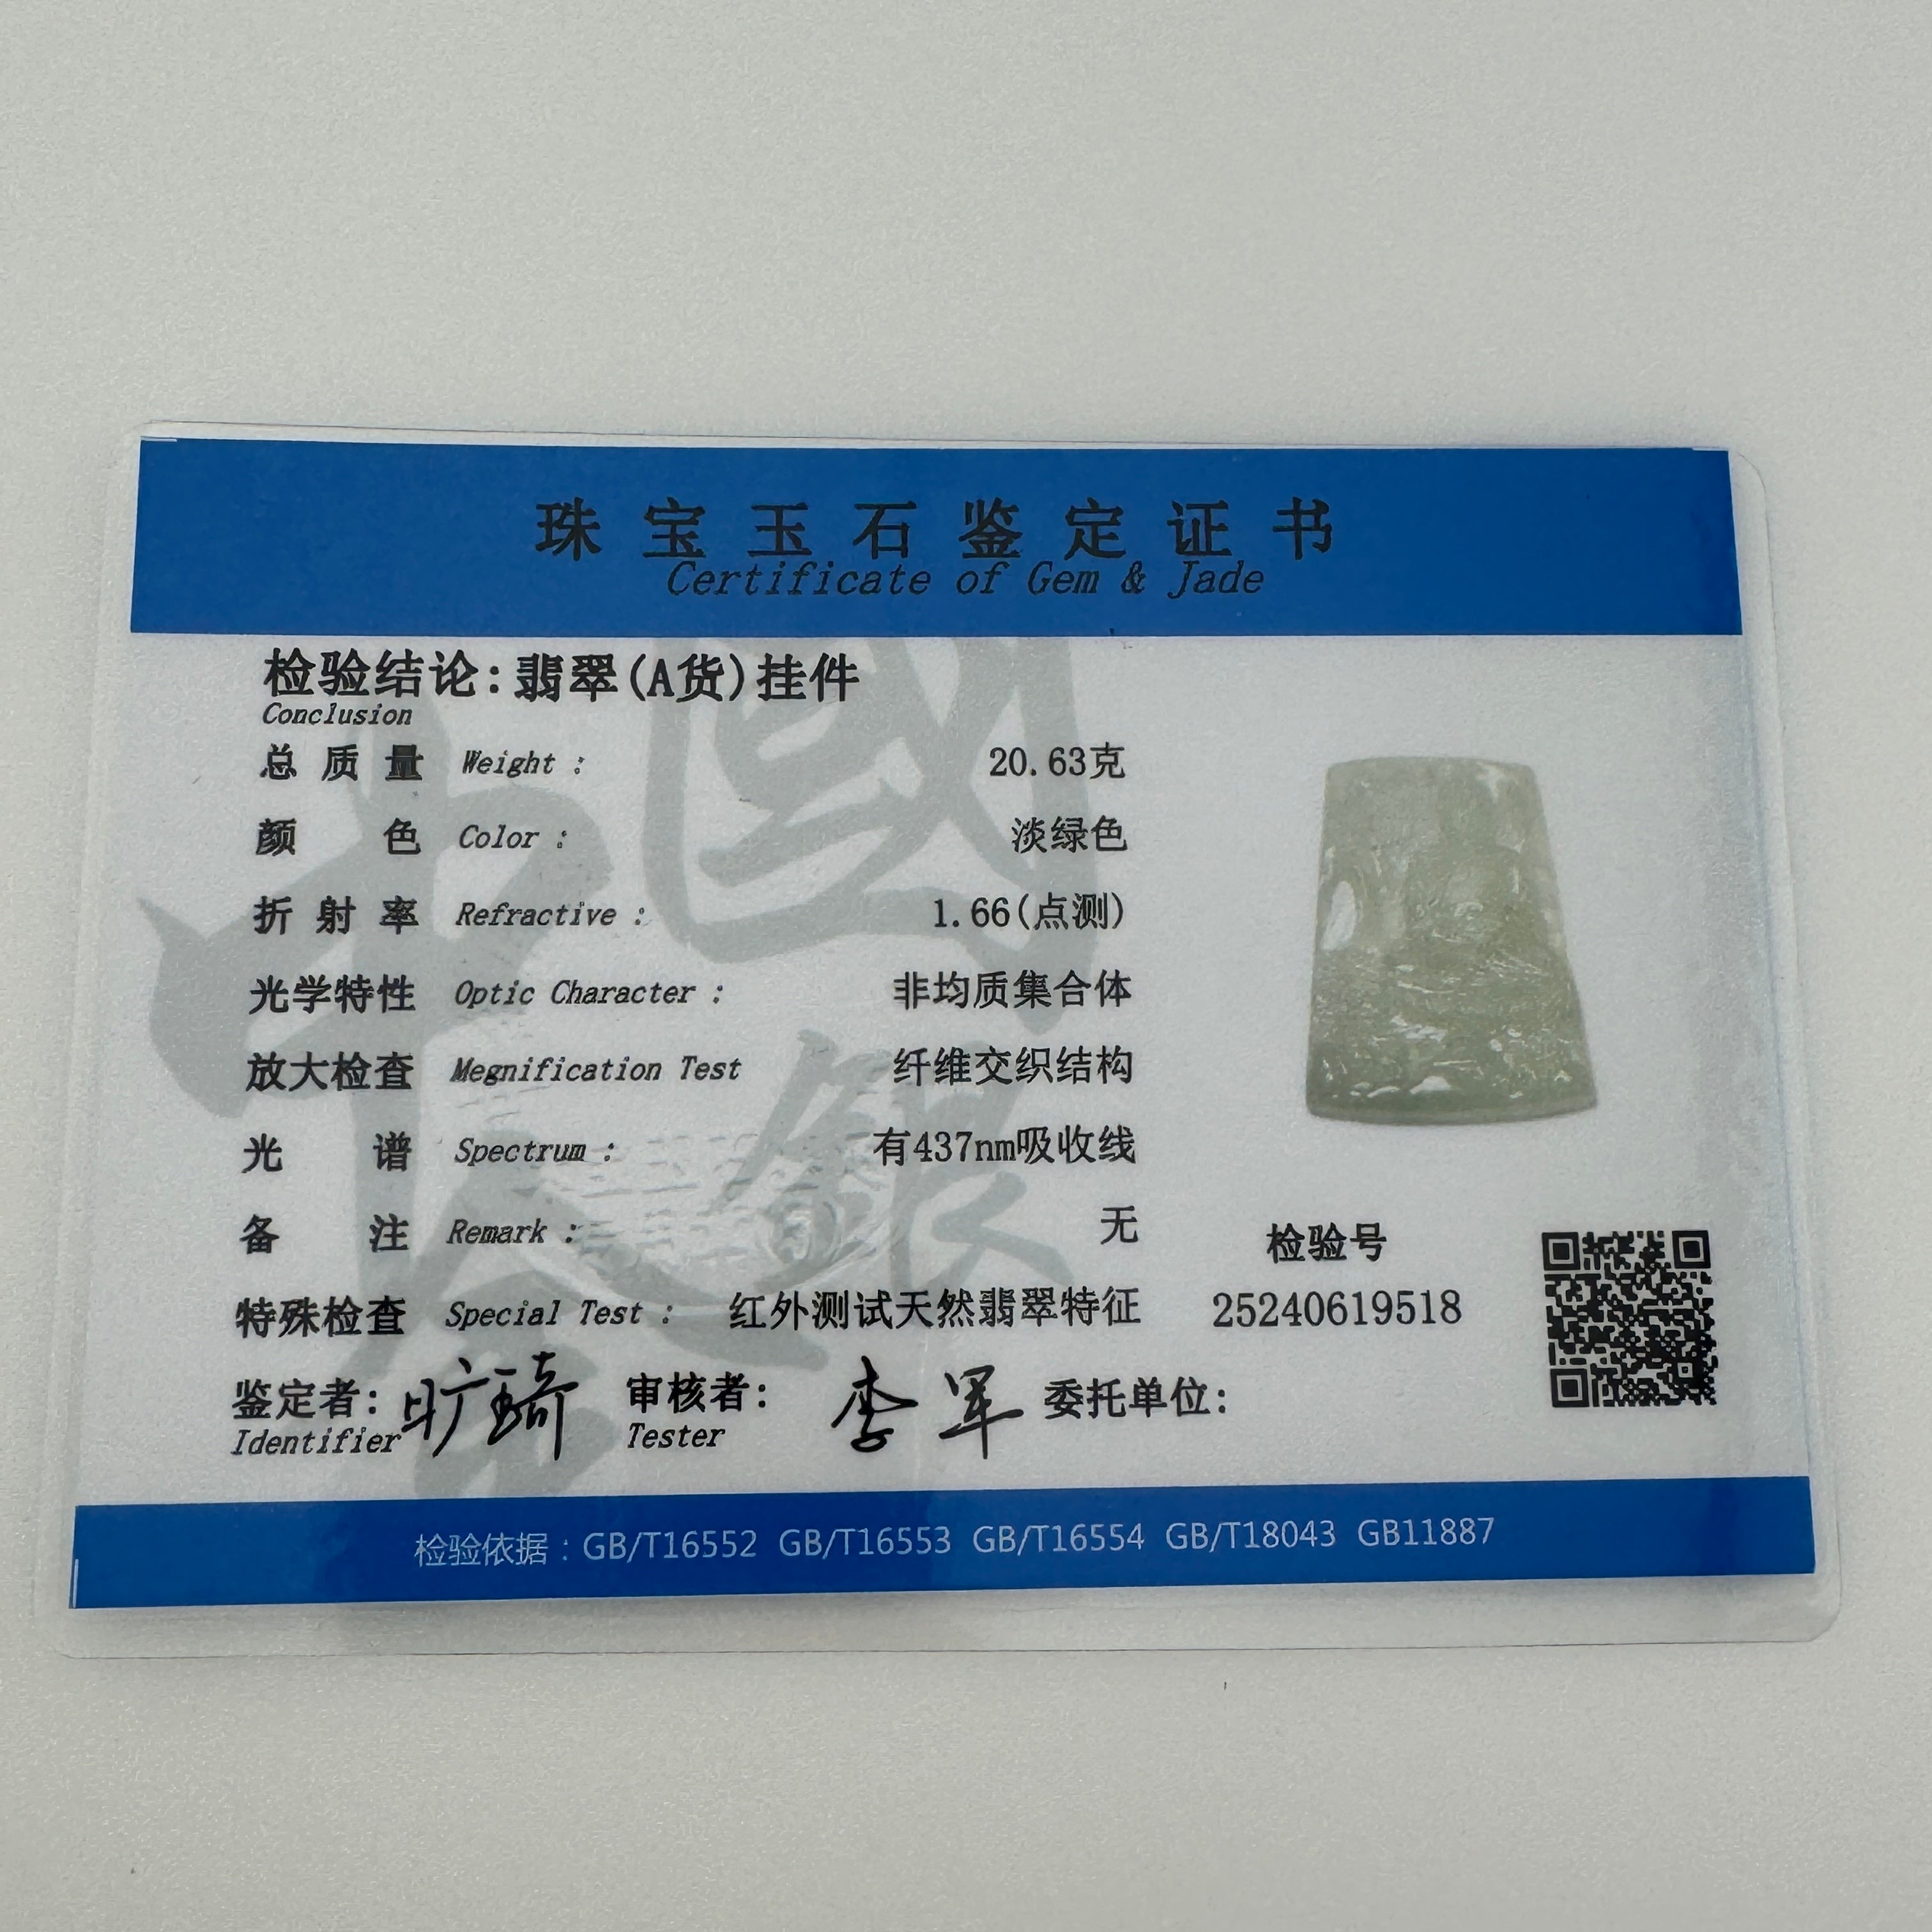 珠宝玉石鉴定证书
Certificate of Gem & Jade
检验结论:翡翠(A货)挂件
Conclusion
总质量 Weight : 20.63克
颜色 Color : 淡绿色
折射率 Refractive : 1.66(点测)
光学特性 Optic Character : 非均质集合体
放大检查 Megnification Test 纤维交织结构
光谱 Spectrum : 有437nm吸收线
备注 Remark : 无
检验号
特殊检查 Special Test : 红外测试天然翡翠特征
25240619518
鉴定者: 旷琦 审核者: 李军 委托单位:
Identifier Tester
检验依据:GB/T16552 GB/T16553 GB/T16554 GB/T18043 GB11887